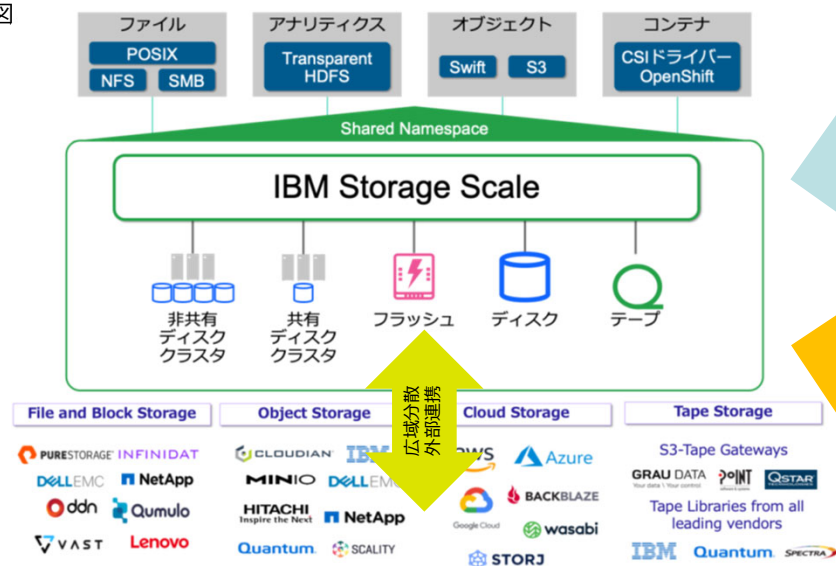 図
ファイル
POSIX
NFS
SMB
アナリティクス
Transparent
HDFS
オブジェクト
Swift
S3
コンテナ
CSIドライバー
OpenShift
Shared Namespace
IBM Storage Scale
非共有
ディスク
クラスタ
共有
ディスク
クラスタ
フラッシュ
ディスク
テープ
広域分散
外部連携
File and Block Storage
PURESTORAGE
INFINIDAT
DELLEMC
NetApp
ddn
Qumulo
VAST
Lenovo
Object Storage
CLOUDIAN
IBM
MINIO
DELLEMC
HITACHI
Inspire the Next
NetApp
Quantum
SCALITY
Cloud Storage
aws
Azure
Google Cloud
BACKBLAZE
wasabi
STORJ
Tape Storage
S3-Tape Gateways
GRAU DATA
Your data \ Your control
POINT
QSTAR
Tape Libraries from all
leading vendors
IBM
Quantum
SPECTRA